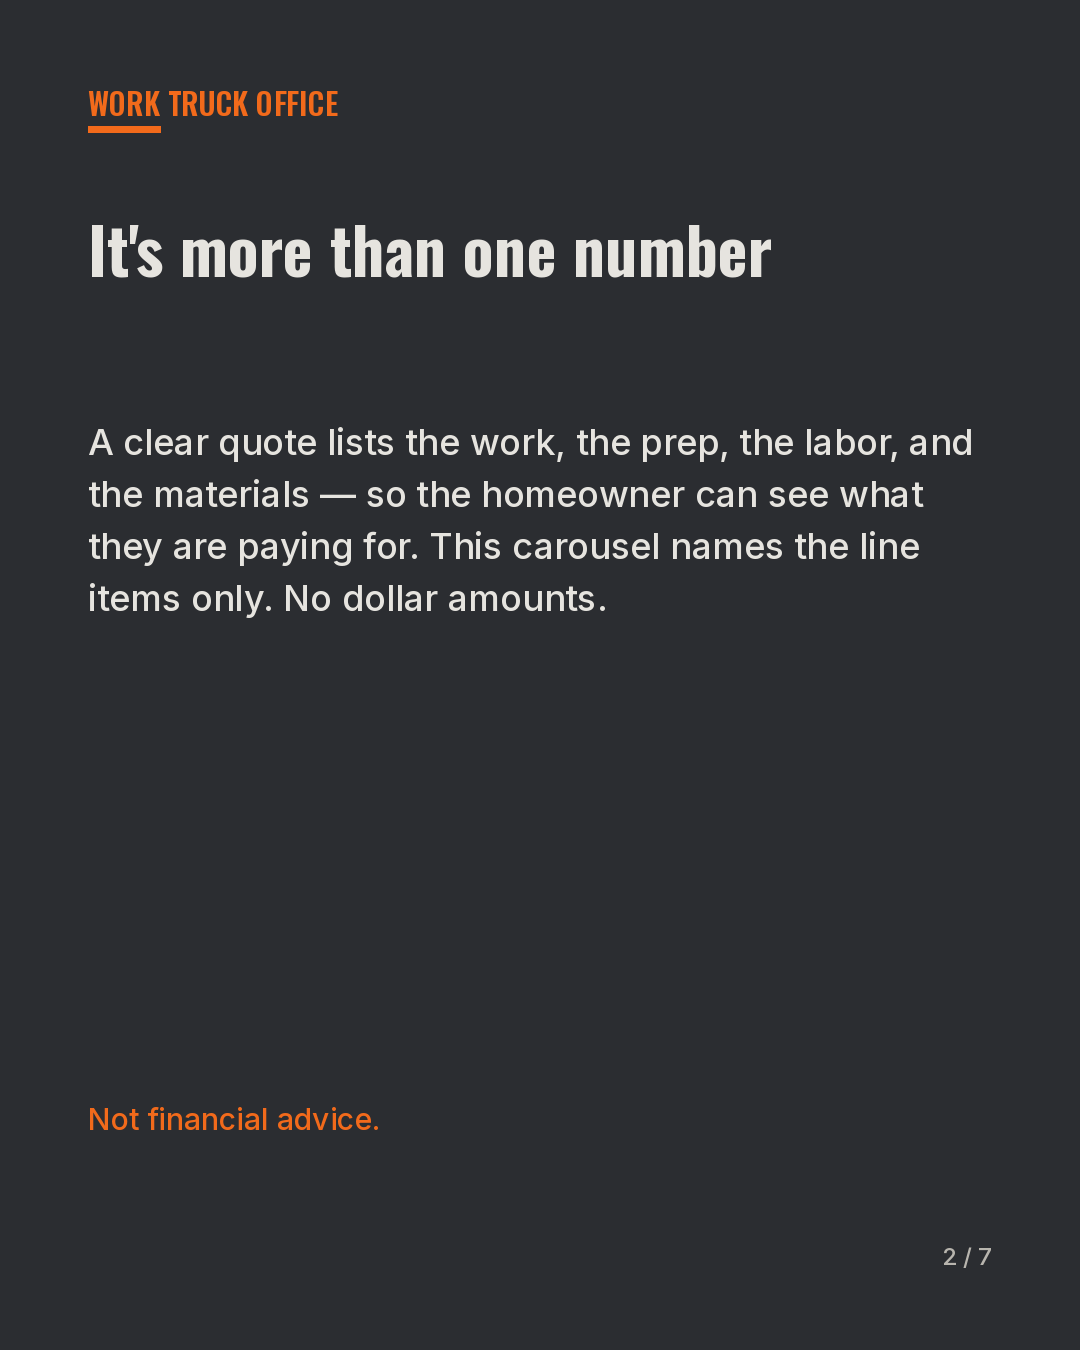 WORK TRUCK OFFICE
It's more than one number
A clear quote lists the work, the prep, the labor, and
the materials — so the homeowner can see what
they are paying for. This carousel names the line
items only. No dollar amounts.
Not financial advice.
2 / 7